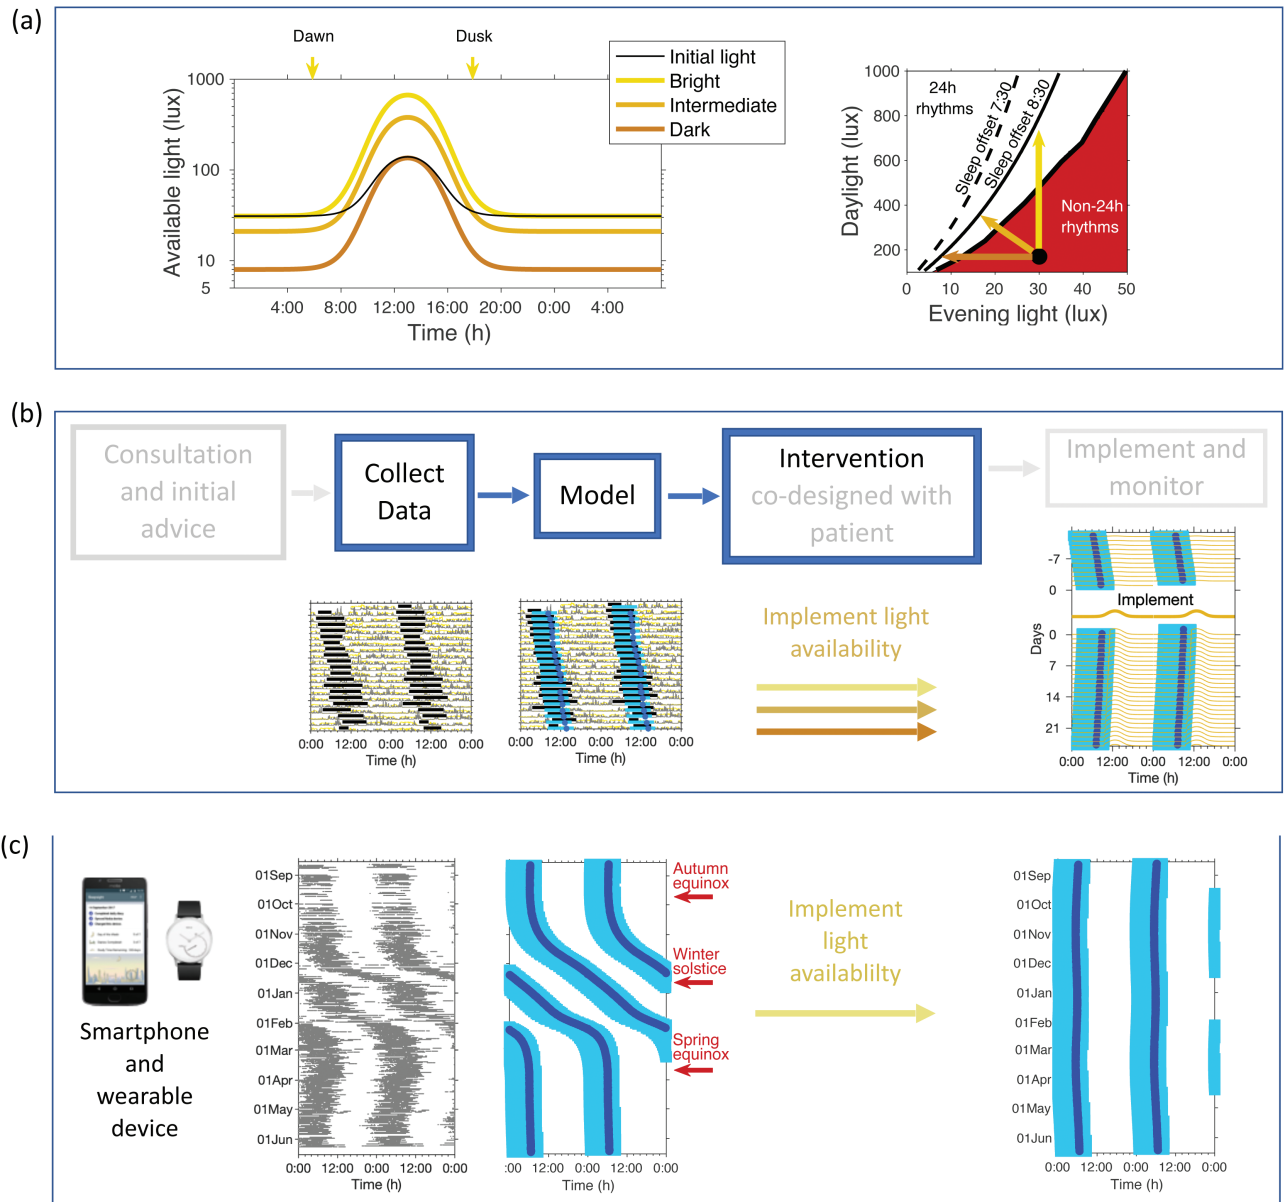 (a)
Dawn
Dusk
Initial light
Bright
Intermediate
Dark
1000
100
10
5
Available light (lux)
4:00 8:00 12:00 16:00 20:00 0:00 4:00
Time (h)
24h
rhythms
Sleep offset 7:30
Sleep offset 8:30
Non-24h
rhythms
1000
800
600
400
200
Daylight (lux)
0 10 20 30 40 50
Evening light (lux)
(b)
Consultation
and initial
advice
Collect
Data
Model
Intervention
co-designed with
patient
Implement and
monitor
0:00 12:00 0:00 12:00 0:00
Time (h)
0:00 12:00 0:00 12:00 0:00
Time (h)
Implement light
availability
-7
0
Implement
0
7
14
21
Days
0:00 12:00 0:00 12:00 0:00
Time (h)
(c)
Smartphone
and
wearable
device
01Sep
01Oct
01Nov
01Dec
01Jan
01Feb
01Mar
01Apr
01May
01Jun
0:00 12:00 0:00 12:00 0:00
Time (h)
Autumn
equinox
Winter
solstice
Spring
equinox
:00 12:00 0:00 12:00 0:00
Time (h)
Implement
light
availablilty
01Sep
01Oct
01Nov
01Dec
01Jan
01Feb
01Mar
01Apr
01May
01Jun
0:00 12:00 0:00 12:00 0:00
Time (h)